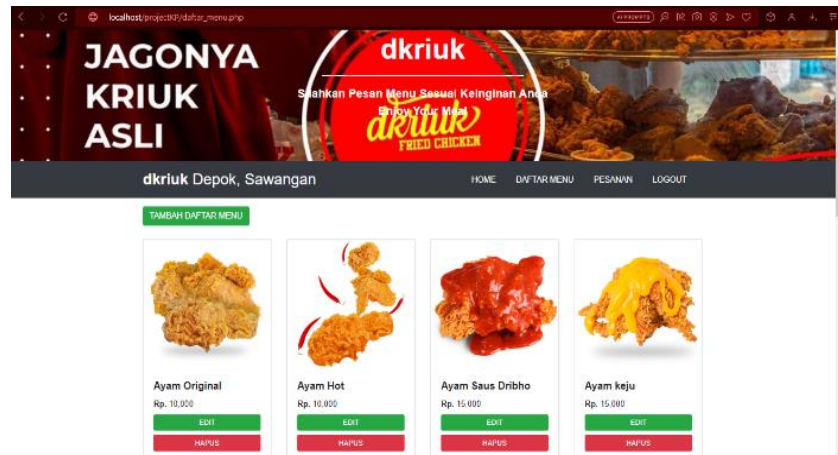 localhost/projectKP/daftar_menu.php
AI PROMPTS
JAGONYA
KRIUK
ASLI
dkriuk
Silahkan Pesan Menu Sesuai Keinginan Anda
Enjoy Your Meal
dkriuk
FRIED CHICKEN
dkriuk Depok, Sawangan
HOME DAFTAR MENU PESANAN LOGOUT
TAMBAH DAFTAR MENU
Ayam Original Ayam Hot Ayam Saus Dribho Ayam keju
Rp. 10,000 Rp. 10,000 Rp. 15,000 Rp. 15,000
EDIT EDIT EDIT EDIT
HAPUS HAPUS HAPUS HAPUS